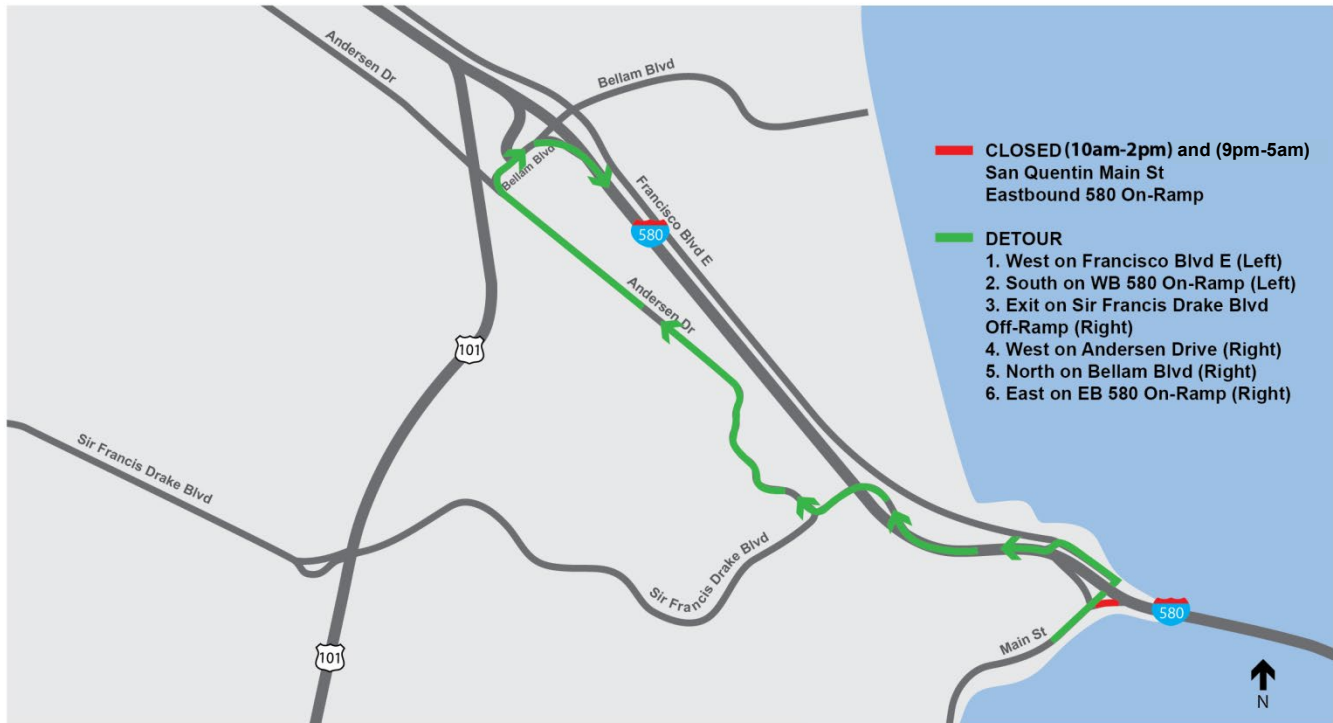 Andersen Dr
Bellam Blvd
Bellam Blvd
Francisco Blvd E
580
Andersen Dr
101
Sir Francis Drake Blvd
Sir Francis Drake Blvd
Main St
580
101
N
CLOSED (10am-2pm) and (9pm-5am)
San Quentin Main St
Eastbound 580 On-Ramp
DETOUR
1. West on Francisco Blvd E (Left)
2. South on WB 580 On-Ramp (Left)
3. Exit on Sir Francis Drake Blvd
Off-Ramp (Right)
4. West on Andersen Drive (Right)
5. North on Bellam Blvd (Right)
6. East on EB 580 On-Ramp (Right)